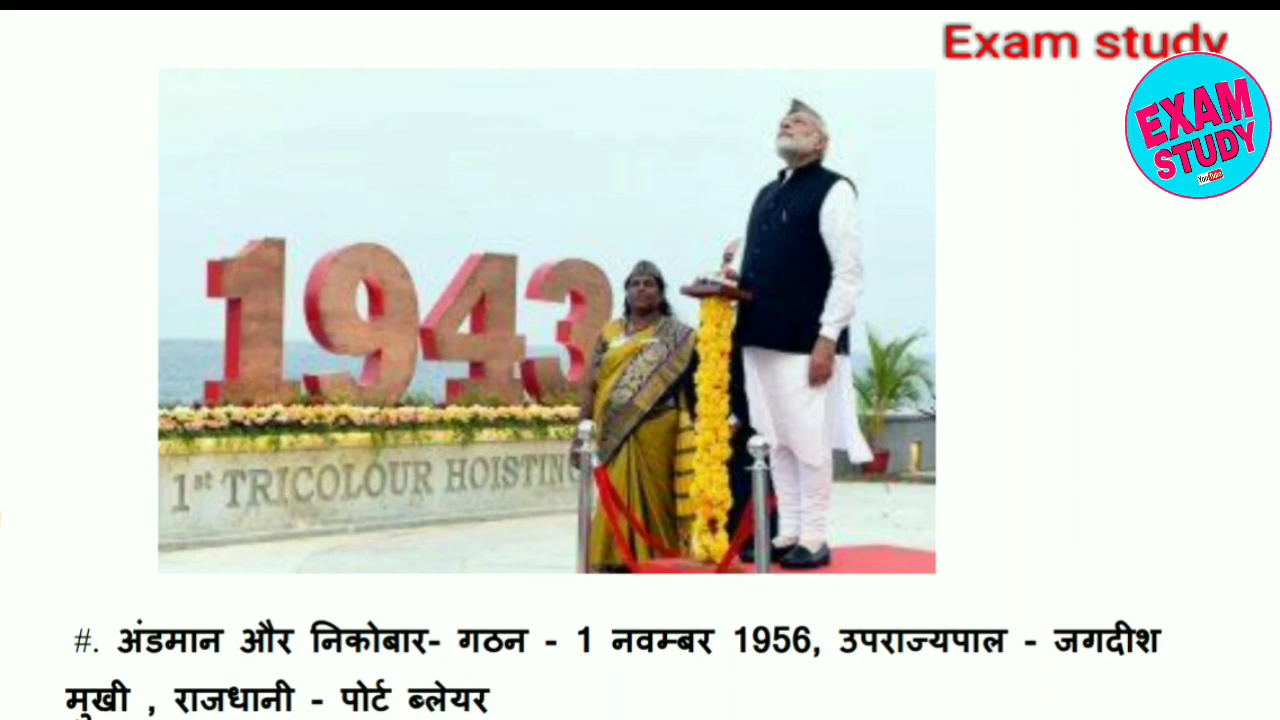 Exam study
EXAM
STUDY
YouTube
1943
1st TRICOLOUR HOISTING
#. अंडमान और निकोबार- गठन - 1 नवम्बर 1956, उपराज्यपाल - जगदीश
मुखी , राजधानी - पोर्ट ब्लेयर